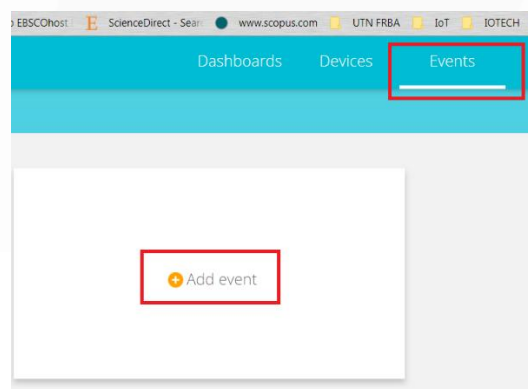 EBSCOhost E ScienceDirect - Sear www.scopus.com UTN FRBA IoT IOTECH
Dashboards Devices Events
Add event